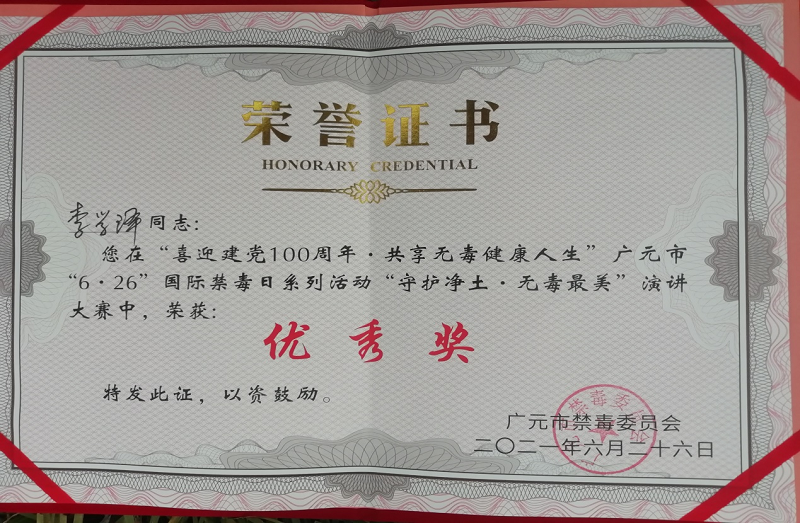 荣誉证书
HONORARY CREDENTIAL
李学 同志：
您在“喜迎建党100周年·共享无毒健康人生”广元市
“6·26”国际禁毒日系列活动“守护净土·无毒最美”演讲
大赛中，荣获：
优秀奖
特发此证，以资鼓励。
广元市禁毒委员会
二〇二一年六月二十六日